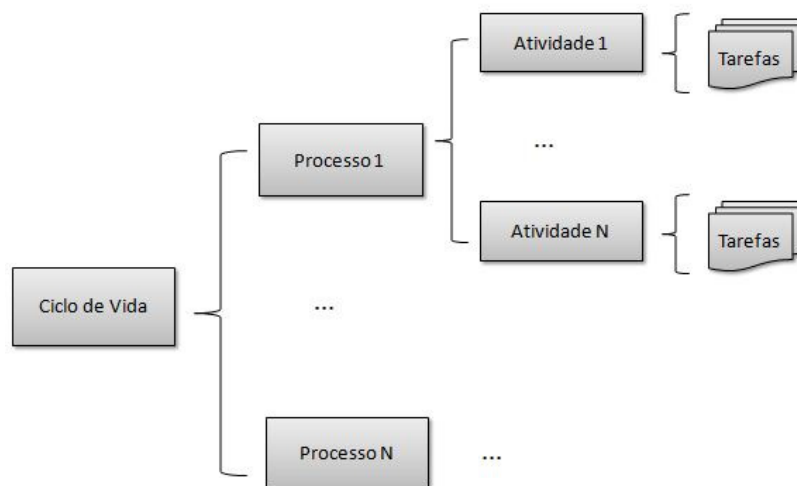 Atividade 1
Tarefas
Processo 1
...
Atividade N
Tarefas
Ciclo de Vida
...
Processo N
...